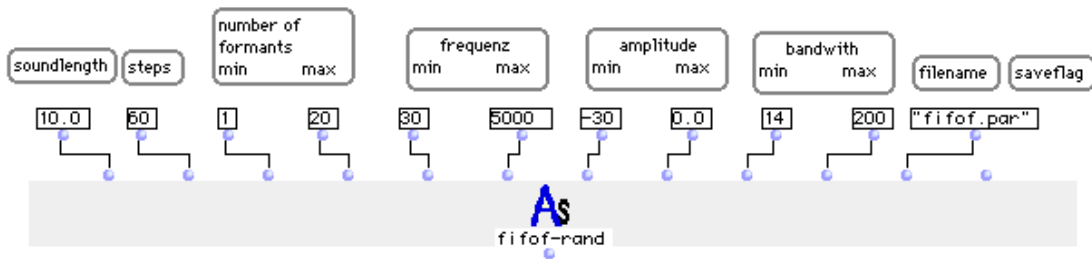 soundlength
steps
number of
formants
min max
frequenz
min max
amplitude
min max
bandwith
min max
filename
saveflag
10.0
60
1
20
30
5000
-30
0.0
14
200
"fifof.par"
As
fifof-rand